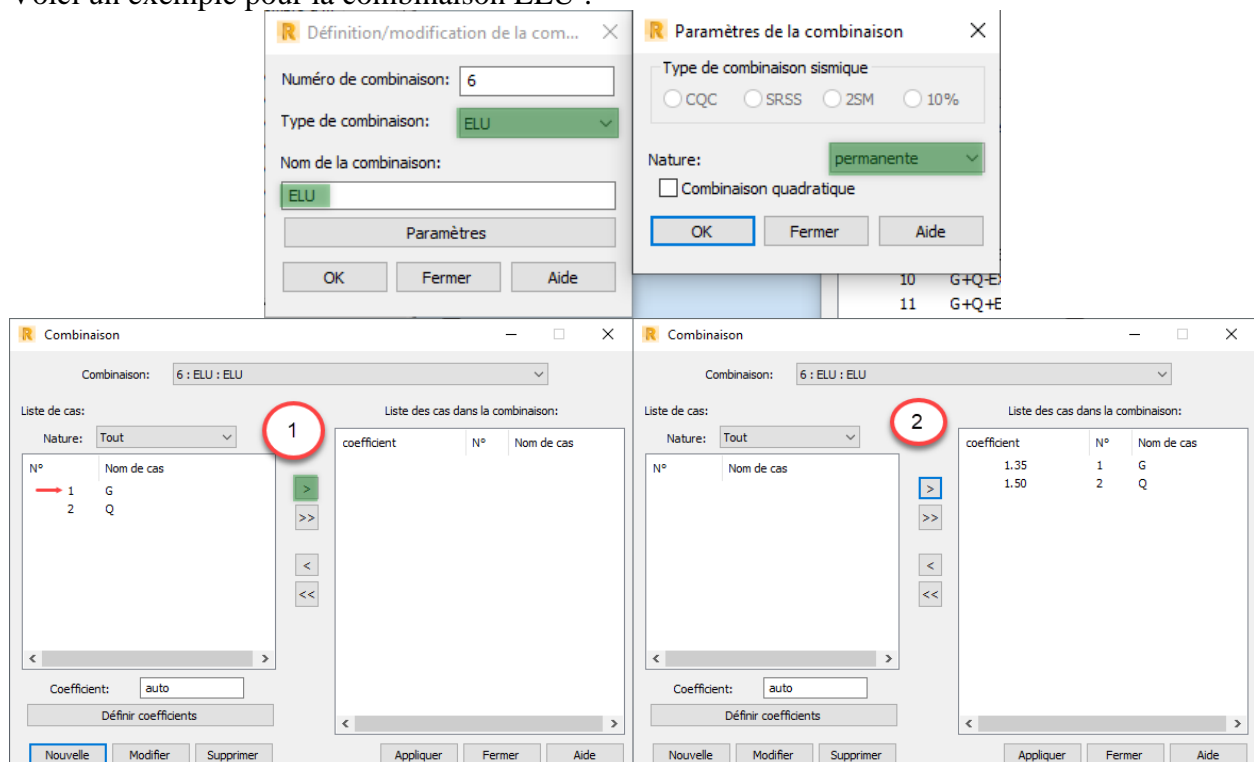 Voici un exemple pour la combinaison ELU :
Définition/modification de la com...
Numéro de combinaison: 6
Type de combinaison: ELU
Nom de la combinaison:
ELU
Paramètres
OK Fermer Aide
Paramètres de la combinaison
Type de combinaison sismique
CQC SRSS 2SM 10%
Nature: permanente
Combinaison quadratique
OK Fermer Aide
10 G+Q-E
11 G+Q+E
Combinaison
Combinaison: 6 : ELU : ELU
Liste de cas:
Nature: Tout
1
Liste des cas dans la combinaison:
N° Nom de cas
1 G
2 Q
>
>>
<
<<
coefficient N° Nom de cas
Coefficient: auto
Définir coefficients
Nouvelle Modifier Supprimer
Appliquer Fermer Aide
Combinaison
Combinaison: 6 : ELU : ELU
Liste de cas:
Nature: Tout
2
Liste des cas dans la combinaison:
N° Nom de cas
>
>>
<
<<
coefficient N° Nom de cas
1.35 1 G
1.50 2 Q
Coefficient: auto
Définir coefficients
Nouvelle Modifier Supprimer
Appliquer Fermer Aide